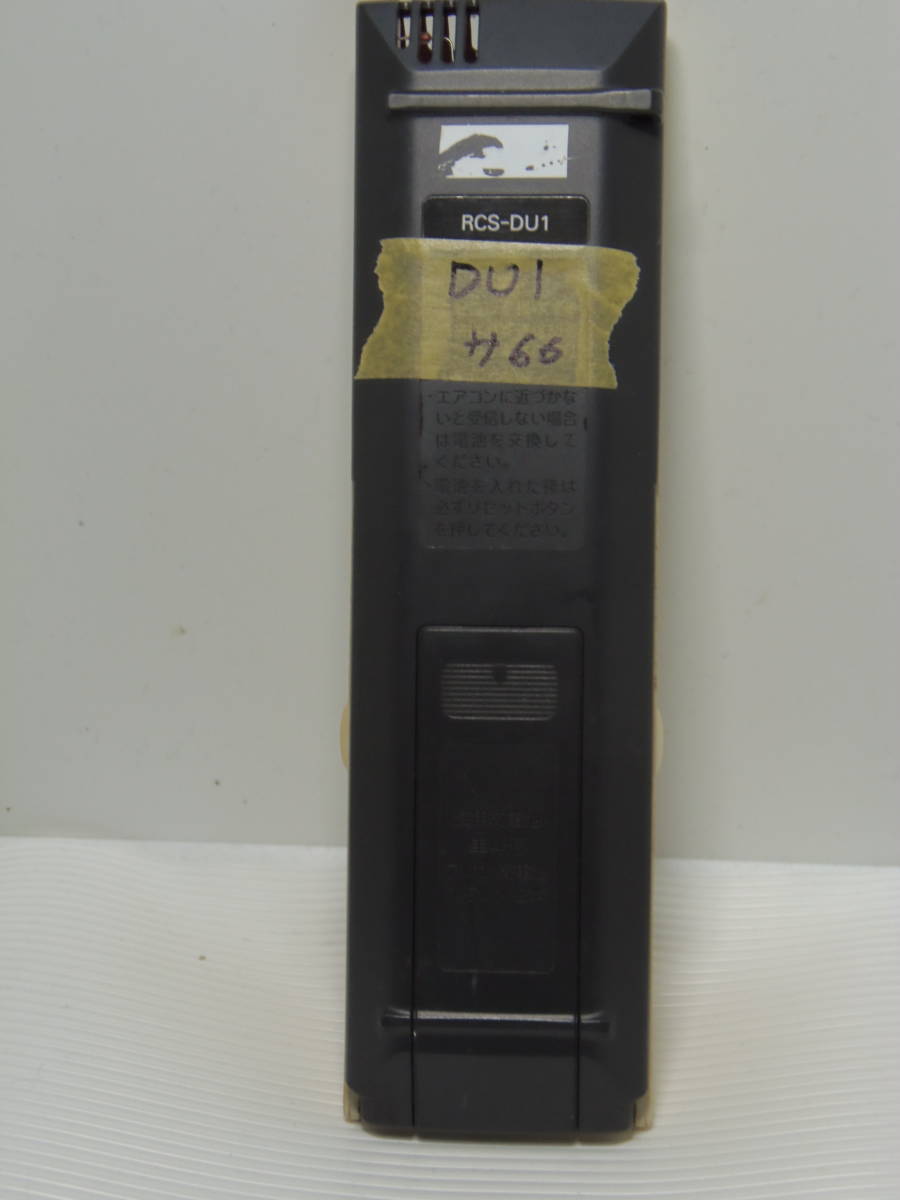 RCS-DU1
DU1
サ66
・エアコンに近づかな
いと受信しない場合
は電池を交換して
ください。
・電池を入れた後は
必ずリセットボタン
を押してください。